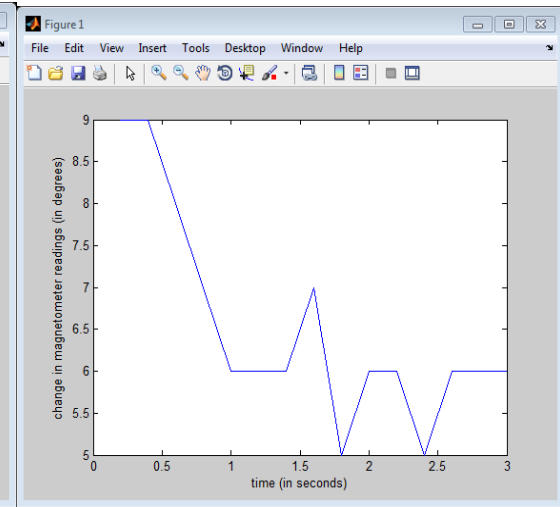 Figure 1
File Edit View Insert Tools Desktop Window Help
9
8.5
8
7.5
7
6.5
6
5.5
5
change in magnetometer readings (in degrees)
0 0.5 1 1.5 2 2.5 3
time (in seconds)